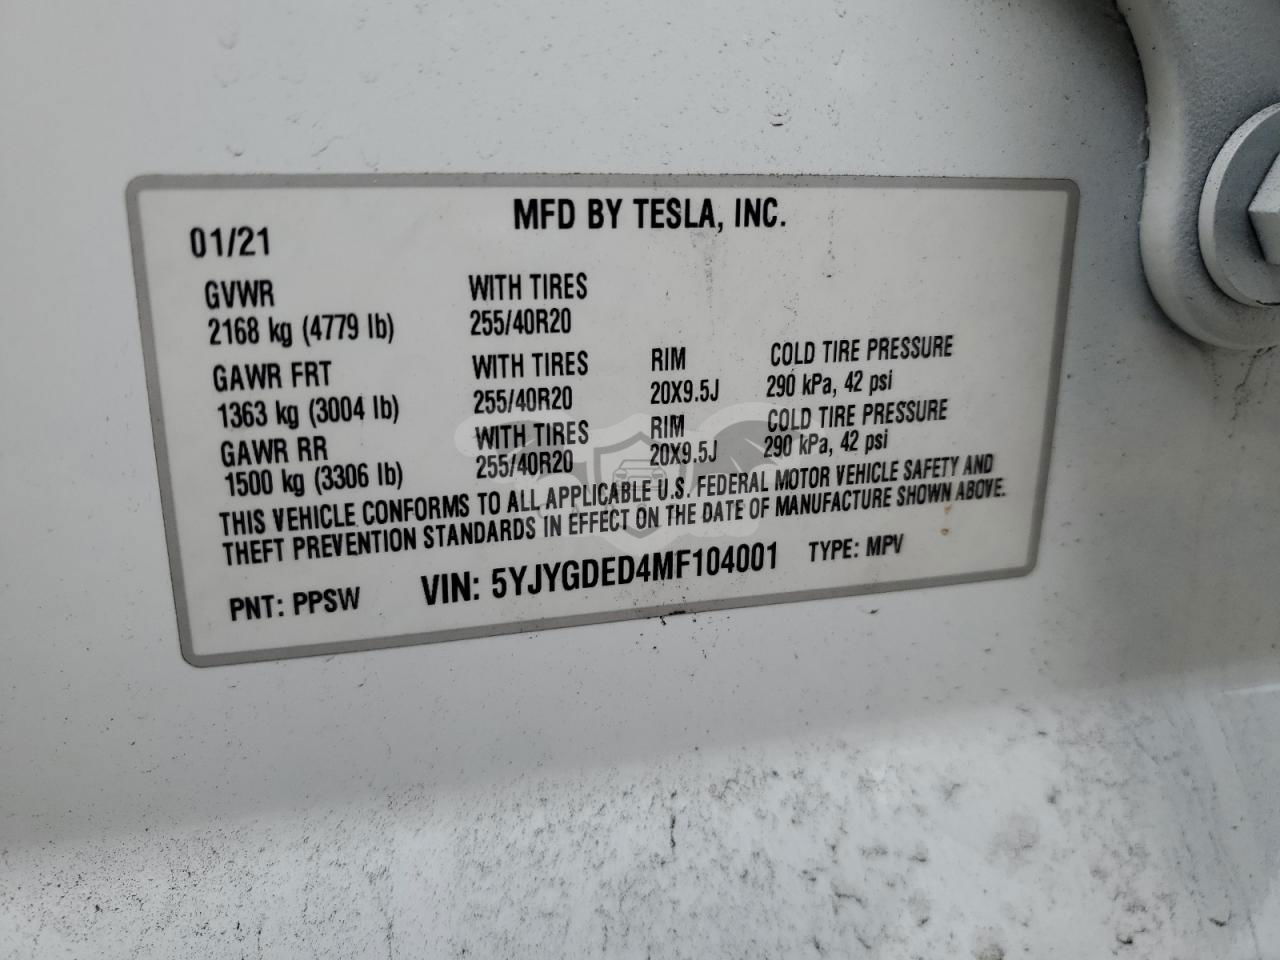 MFD BY TESLA, INC.
01/21
GVWR WITH TIRES
2168 kg (4779 lb) 255/40R20
GAWR FRT WITH TIRES RIM COLD TIRE PRESSURE
1363 kg (3004 lb) 255/40R20 20X9.5J 290 kPa, 42 psi
GAWR RR WITH TIRES RIM COLD TIRE PRESSURE
1500 kg (3306 lb) 255/40R20 20X9.5J 290 kPa, 42 psi
THIS VEHICLE CONFORMS TO ALL APPLICABLE U.S. FEDERAL MOTOR VEHICLE SAFETY AND
THEFT PREVENTION STANDARDS IN EFFECT ON THE DATE OF MANUFACTURE SHOWN ABOVE.
PNT: PPSW VIN: 5YJYGDED4MF104001 TYPE: MPV